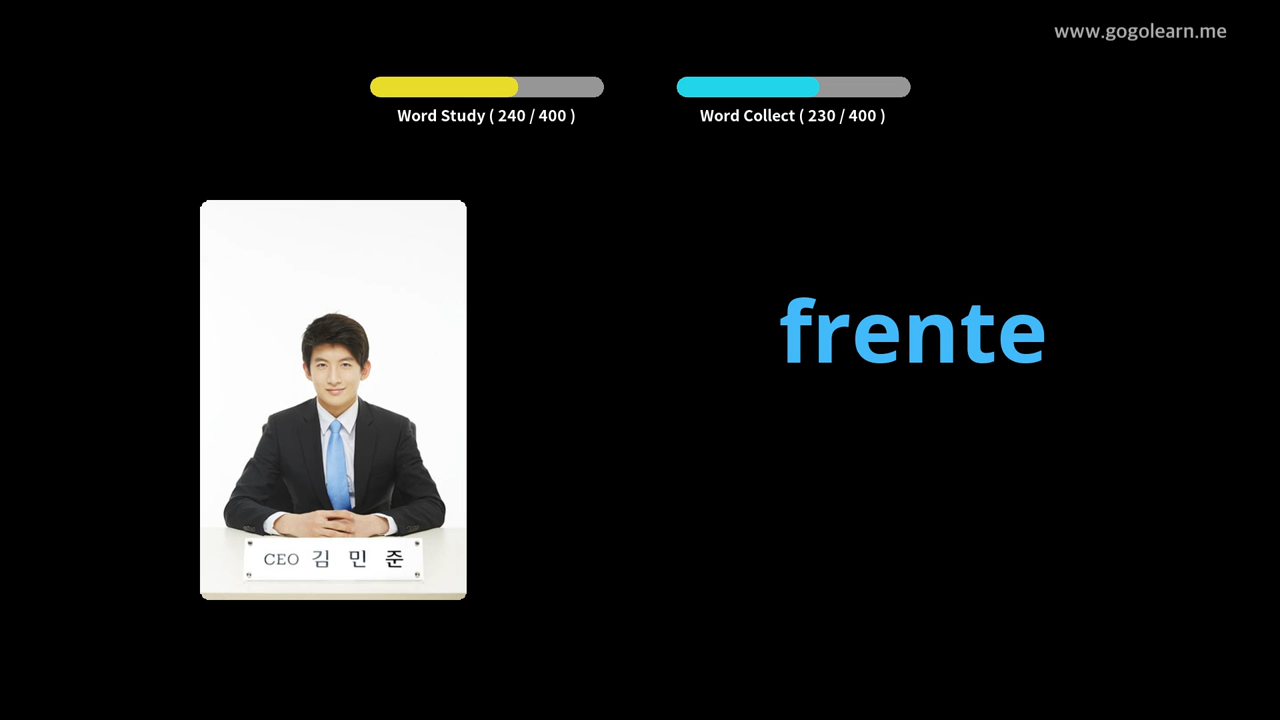 www.gogolearn.me
Word Study ( 240 / 400 )
Word Collect ( 230 / 400 )
frente
CEO 김 민 준